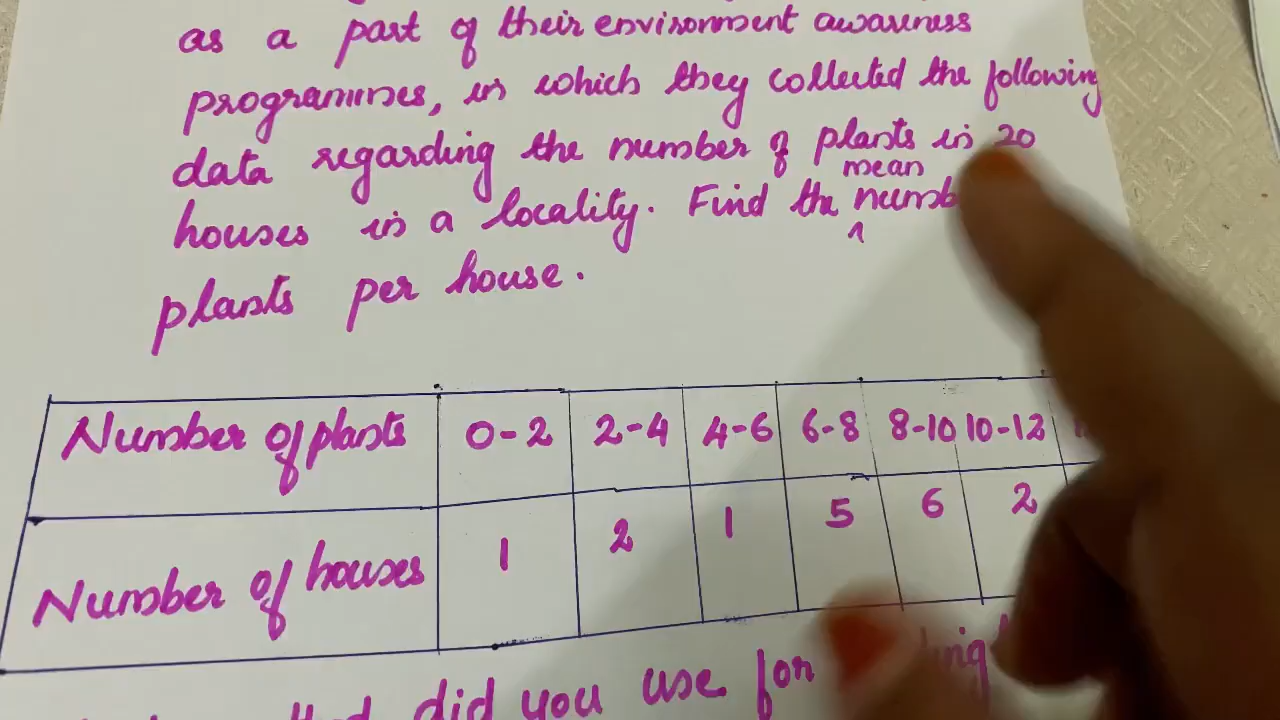 as a part of their environment awareness
programmes, in which they collected the following
data regarding the number of plants in 20
mean
houses in a locality. Find the
^
plants per house.
Number of plants 0-2 2-4 4-6 6-8 8-10 10-12
Number of houses 1 2 1 5 6 2
did you use for